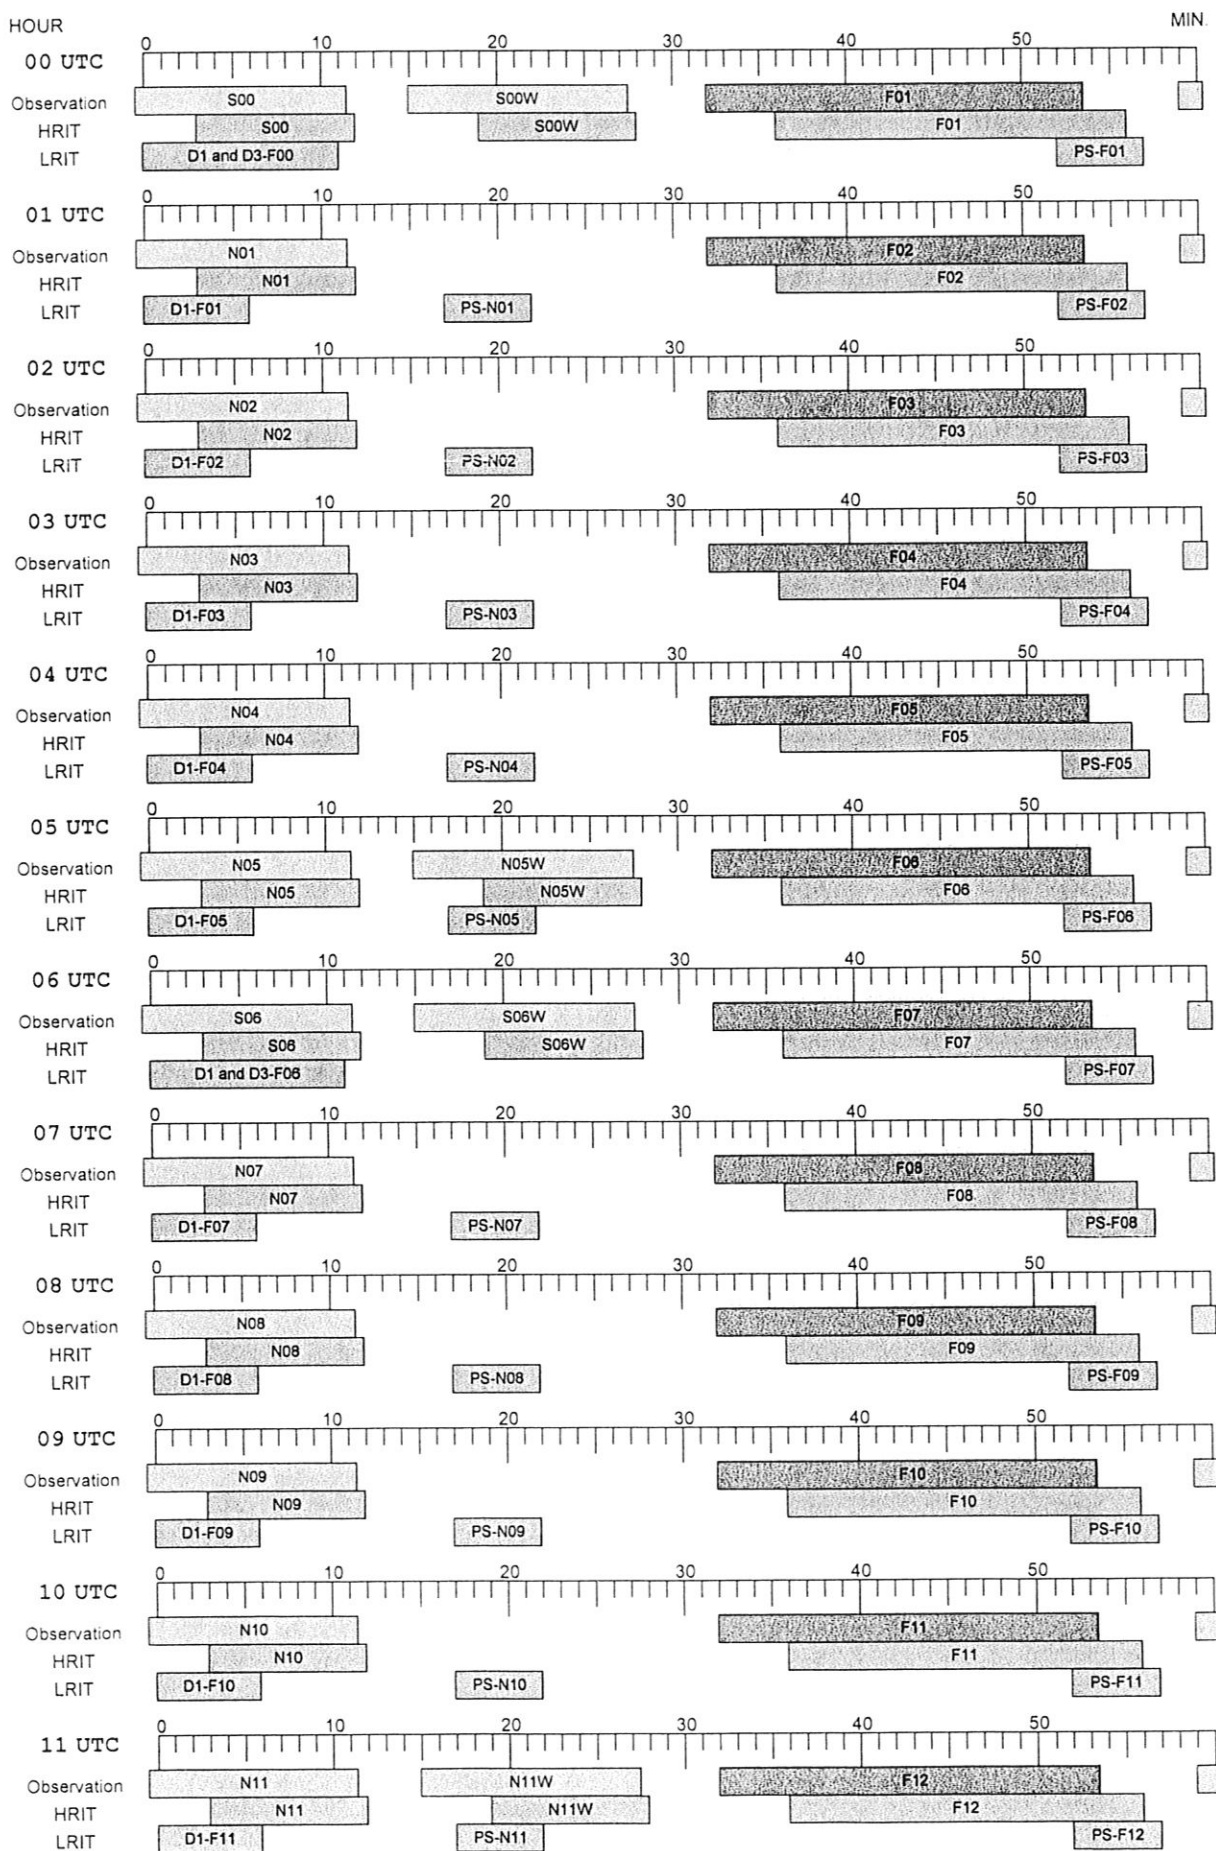 HOUR MIN.
0 10 20 30 40 50
00 UTC
Observation S00 S00W F01
HRIT S00 S00W F01
LRIT D1 and D3-F00 PS-F01
0 10 20 30 40 50
01 UTC
Observation N01 F02
HRIT N01 F02
LRIT D1-F01 PS-N01 PS-F02
0 10 20 30 40 50
02 UTC
Observation N02 F03
HRIT N02 F03
LRIT D1-F02 PS-N02 PS-F03
0 10 20 30 40 50
03 UTC
Observation N03 F04
HRIT N03 F04
LRIT D1-F03 PS-N03 PS-F04
0 10 20 30 40 50
04 UTC
Observation N04 F05
HRIT N04 F05
LRIT D1-F04 PS-N04 PS-F05
0 10 20 30 40 50
05 UTC
Observation N05 N05W F06
HRIT N05 N05W F06
LRIT D1-F05 PS-N05 PS-F06
0 10 20 30 40 50
06 UTC
Observation S06 S06W F07
HRIT S06 S06W F07
LRIT D1 and D3-F06 PS-F07
0 10 20 30 40 50
07 UTC
Observation N07 F08
HRIT N07 F08
LRIT D1-F07 PS-N07 PS-F08
0 10 20 30 40 50
08 UTC
Observation N08 F09
HRIT N08 F09
LRIT D1-F08 PS-N08 PS-F09
0 10 20 30 40 50
09 UTC
Observation N09 F10
HRIT N09 F10
LRIT D1-F09 PS-N09 PS-F10
0 10 20 30 40 50
10 UTC
Observation N10 F11
HRIT N10 F11
LRIT D1-F10 PS-N10 PS-F11
0 10 20 30 40 50
11 UTC
Observation N11 N11W F12
HRIT N11 N11W F12
LRIT D1-F11 PS-N11 PS-F12